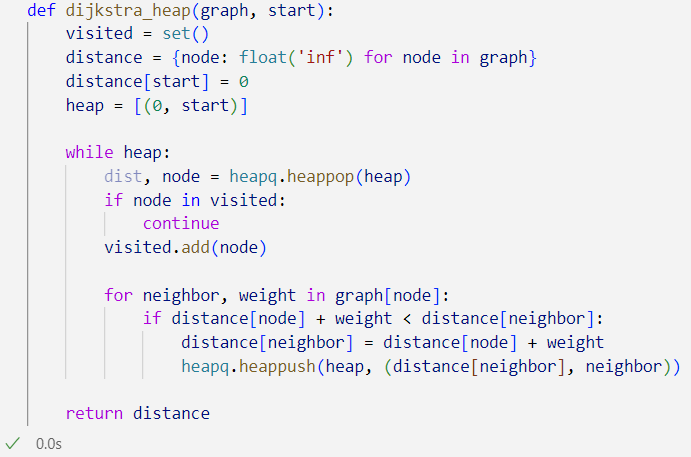 def dijkstra_heap(graph, start):
    visited = set()
    distance = {node: float('inf') for node in graph}
    distance[start] = 0
    heap = [(0, start)]

    while heap:
        dist, node = heapq.heappop(heap)
        if node in visited:
            continue
        visited.add(node)

        for neighbor, weight in graph[node]:
            if distance[node] + weight < distance[neighbor]:
                distance[neighbor] = distance[node] + weight
                heapq.heappush(heap, (distance[neighbor], neighbor))

    return distance
✓ 0.0s